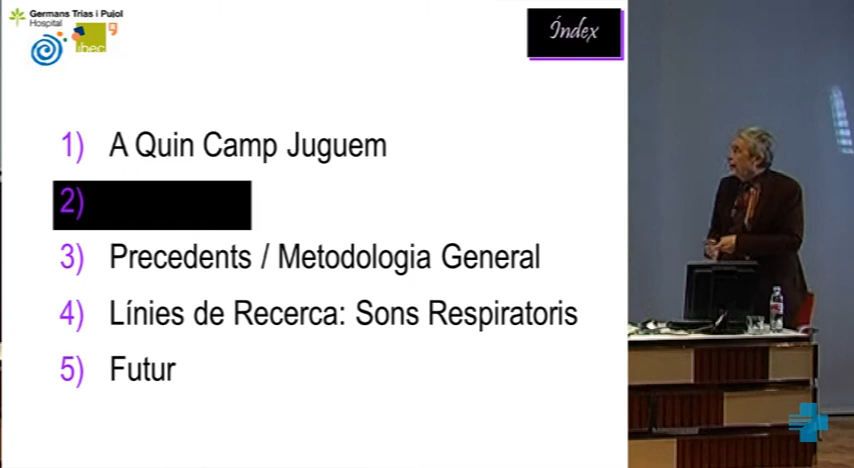 Germans Trias i Pujol
Hospital
ibec
Índex
1) A Quin Camp Juguem
2)
3) Precedents / Metodologia General
4) Línies de Recerca: Sons Respiratoris
5) Futur